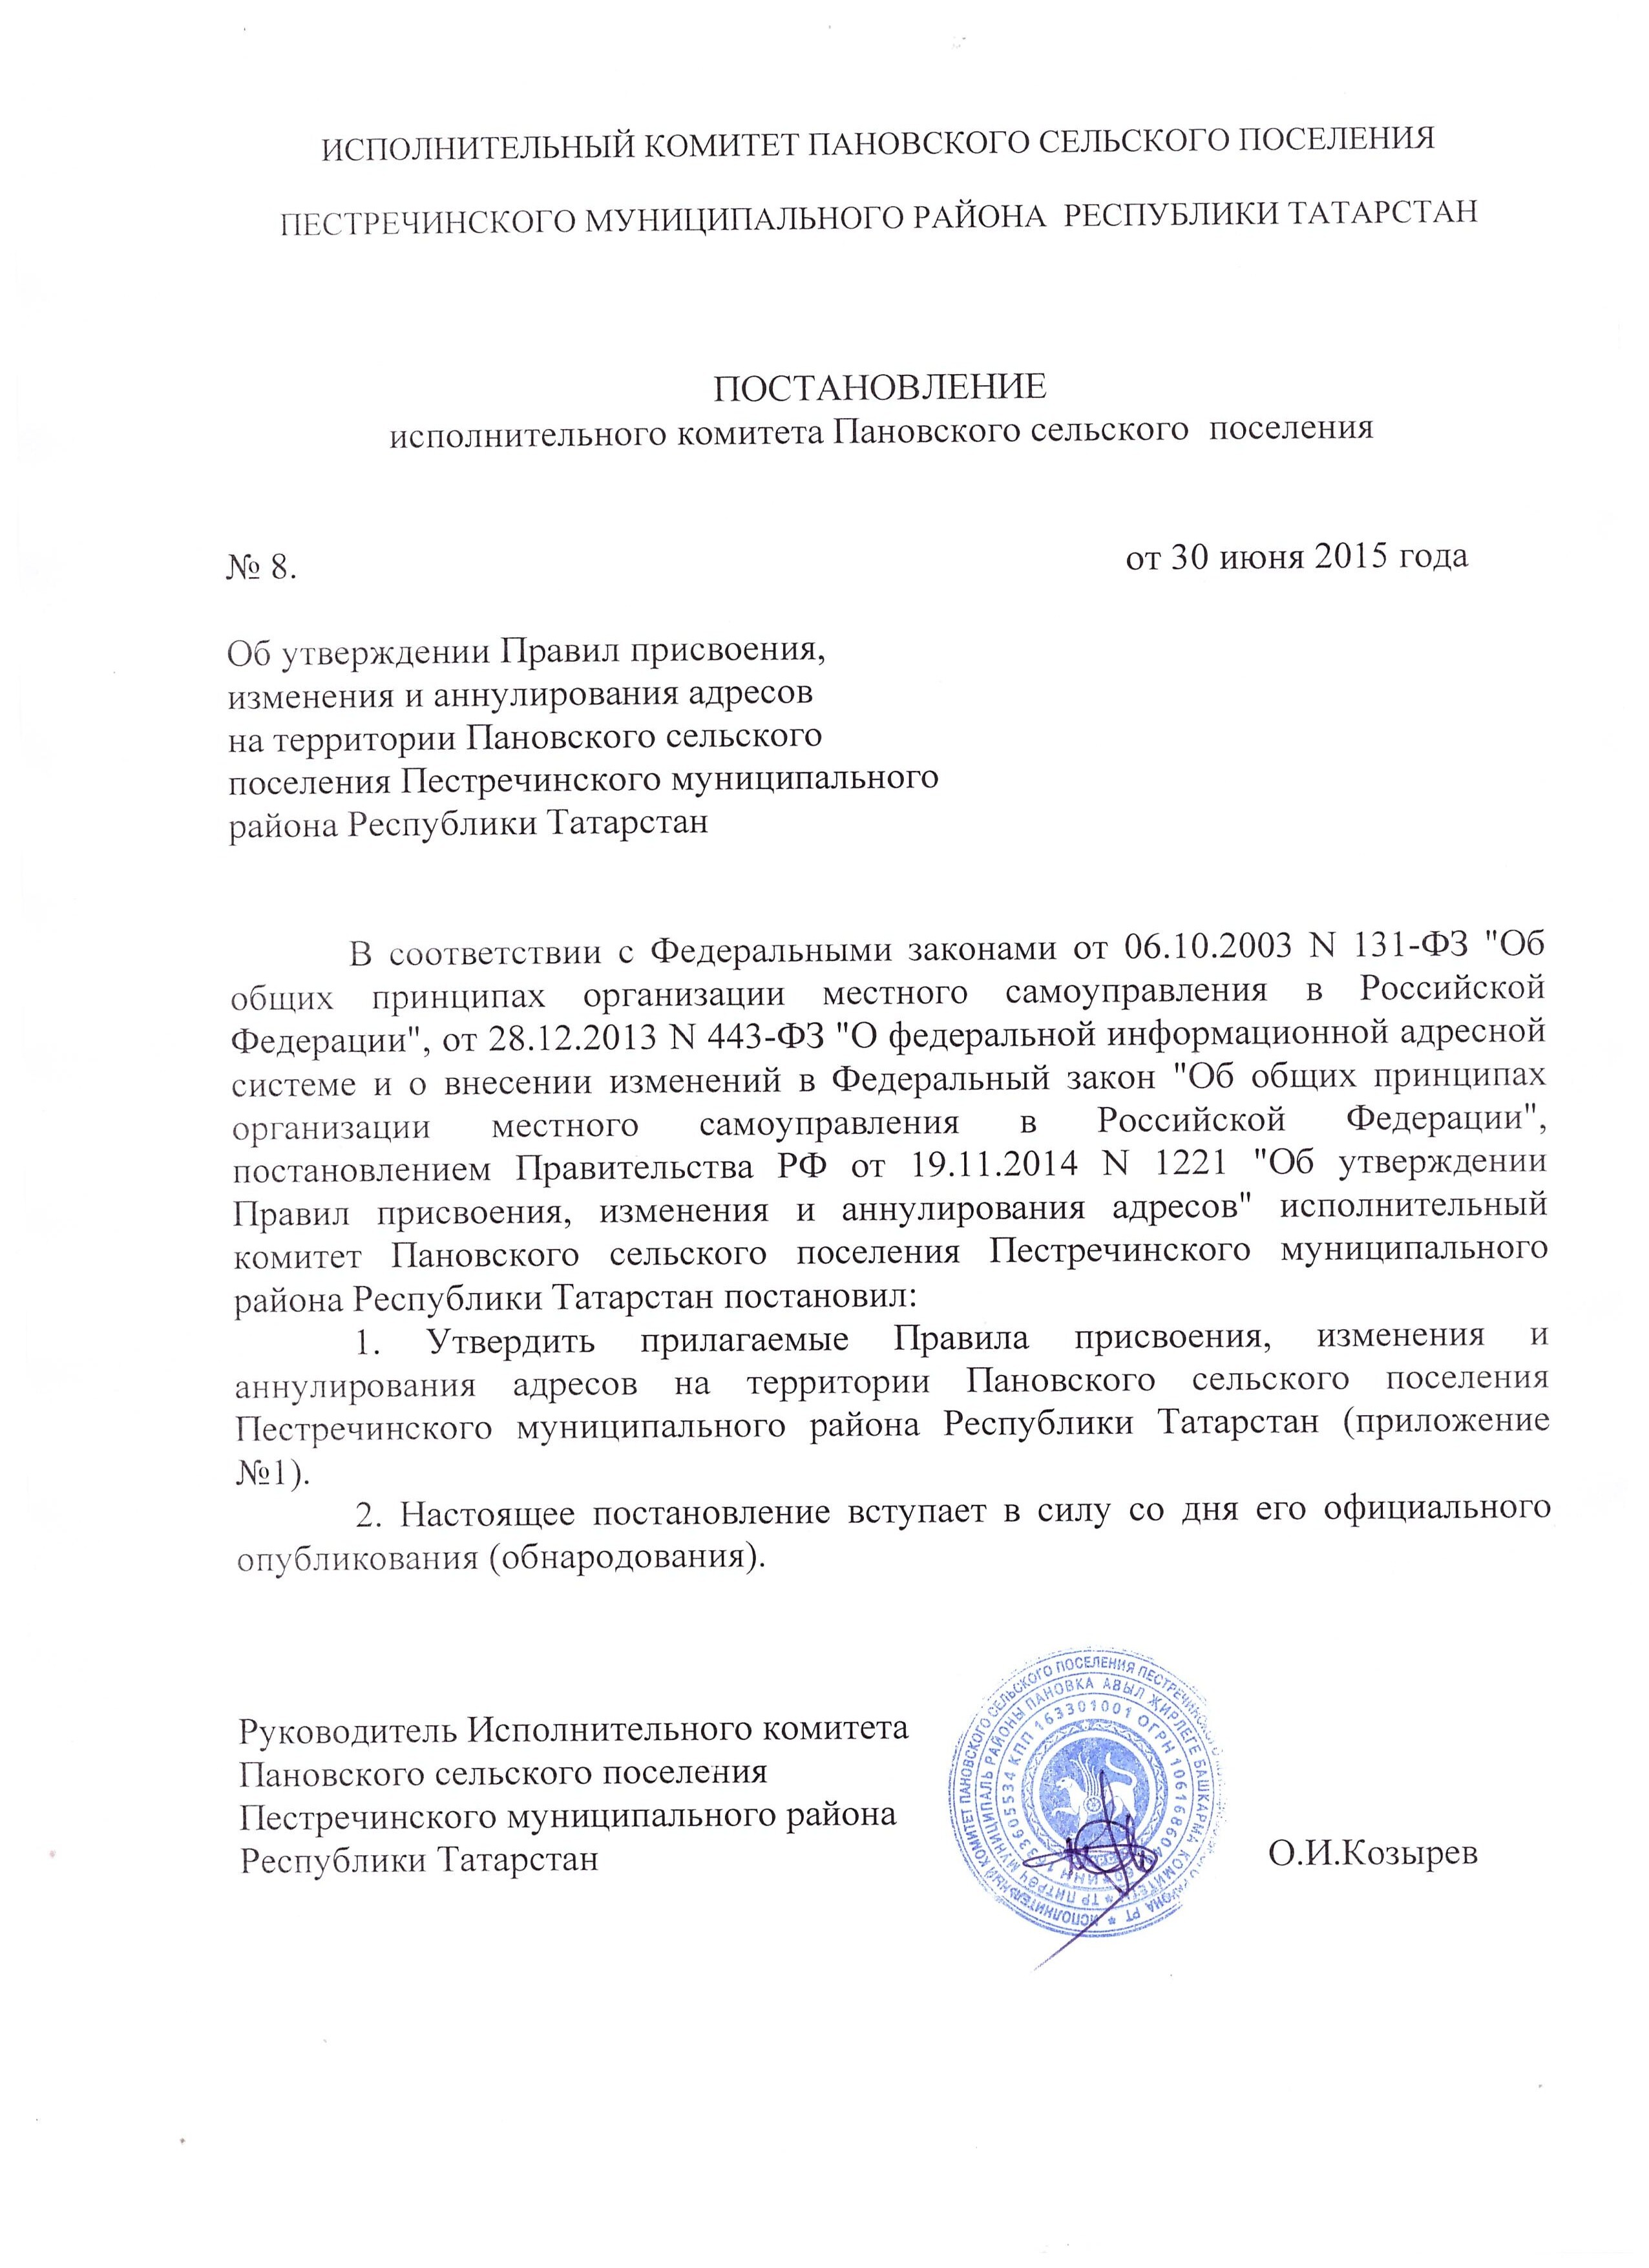 ИСПОЛНИТЕЛЬНЫЙ КОМИТЕТ ПАНОВСКОГО СЕЛЬСКОГО ПОСЕЛЕНИЯ
ПЕСТРЕЧИНСКОГО МУНИЦИПАЛЬНОГО РАЙОНА РЕСПУБЛИКИ ТАТАРСТАН
ПОСТАНОВЛЕНИЕ
исполнительного комитета Пановского сельского поселения
№ 8. от 30 июня 2015 года
Об утверждении Правил присвоения,
изменения и аннулирования адресов
на территории Пановского сельского
поселения Пестречинского муниципального
района Республики Татарстан
В соответствии с Федеральными законами от 06.10.2003 N 131-ФЗ "Об
общих принципах организации местного самоуправления в Российской
Федерации", от 28.12.2013 N 443-ФЗ "О федеральной информационной адресной
системе и о внесении изменений в Федеральный закон "Об общих принципах
организации местного самоуправления в Российской Федерации",
постановлением Правительства РФ от 19.11.2014 N 1221 "Об утверждении
Правил присвоения, изменения и аннулирования адресов" исполнительный
комитет Пановского сельского поселения Пестречинского муниципального
района Республики Татарстан постановил:
1. Утвердить прилагаемые Правила присвоения, изменения и
аннулирования адресов на территории Пановского сельского поселения
Пестречинского муниципального района Республики Татарстан (приложение
№1).
2. Настоящее постановление вступает в силу со дня его официального
опубликования (обнародования).
Руководитель Исполнительного комитета
Пановского сельского поселения
Пестречинского муниципального района
Республики Татарстан О.И.Козырев
ИСПОЛНИТЕЛЬНЫЙ КОМИТЕТ ПАНОВСКОГО СЕЛЬСКОГО ПОСЕЛЕНИЯ РАЙОНА РТ
ТР ПИТРӘЧ МУНИЦИПАЛЬ РАЙОНЫ ПАНОВКА АВЫЛ ЖИРЛЕГЕ БАШКАРМА КОМИТЕТЫ
КПП 163301001 ОГРН